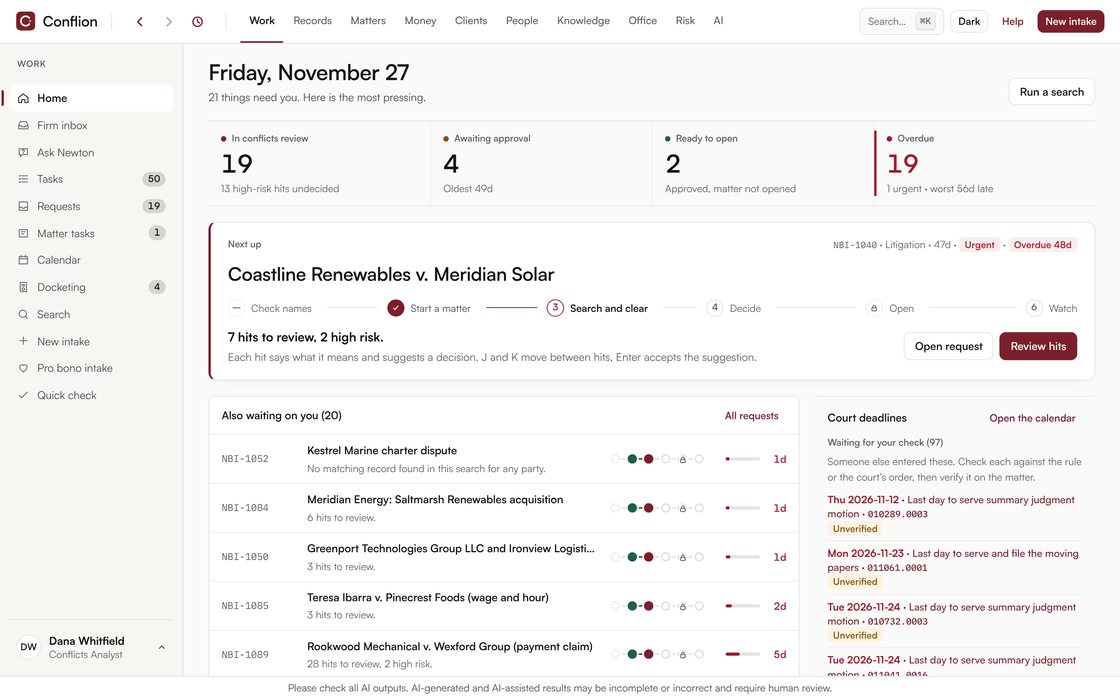 Conflion
Work Records Matters Money Clients People Knowledge Office Risk AI
Search... ⌘K
Dark
Help
New intake
WORK
Home
Firm inbox
Ask Newton
Tasks 50
Requests 19
Matter tasks 1
Calendar
Docketing 4
Search
New intake
Pro bono intake
Quick check
DW
Dana Whitfield
Conflicts Analyst
Friday, November 27
21 things need you. Here is the most pressing.
Run a search
In conflicts review
19
13 high-risk hits undecided
Awaiting approval
4
Oldest 49d
Ready to open
2
Approved, matter not opened
Overdue
19
1 urgent · worst 56d late
Next up
NBI-1040 · Litigation · 47d · Urgent · Overdue 48d
Coastline Renewables v. Meridian Solar
Check names
Start a matter
3 Search and clear
4 Decide
Open
6 Watch
7 hits to review, 2 high risk.
Each hit says what it means and suggests a decision. J and K move between hits, Enter accepts the suggestion.
Open request
Review hits
Also waiting on you (20)
All requests
NBI-1052
Kestrel Marine charter dispute
No matching record found in this search for any party.
1d
NBI-1084
Meridian Energy: Saltmarsh Renewables acquisition
6 hits to review.
1d
NBI-1050
Greenport Technologies Group LLC and Ironview Logisti...
3 hits to review.
1d
NBI-1085
Teresa Ibarra v. Pinecrest Foods (wage and hour)
3 hits to review.
2d
NBI-1089
Rookwood Mechanical v. Wexford Group (payment claim)
28 hits to review, 2 high risk.
5d
Court deadlines
Open the calendar
Waiting for your check (97)
Someone else entered these. Check each against the rule
or the court's order, then verify it on the matter.
Thu 2026-11-12 · Last day to serve summary judgment
motion · 010289.0003
Unverified
Mon 2026-11-23 · Last day to serve and file the moving
papers · 011061.0001
Unverified
Tue 2026-11-24 · Last day to serve summary judgment
motion · 010732.0003
Unverified
Tue 2026-11-24 · Last day to serve summary judgment
motion · 011041.0016
Please check all AI outputs. AI-generated and AI-assisted results may be incomplete or incorrect and require human review.